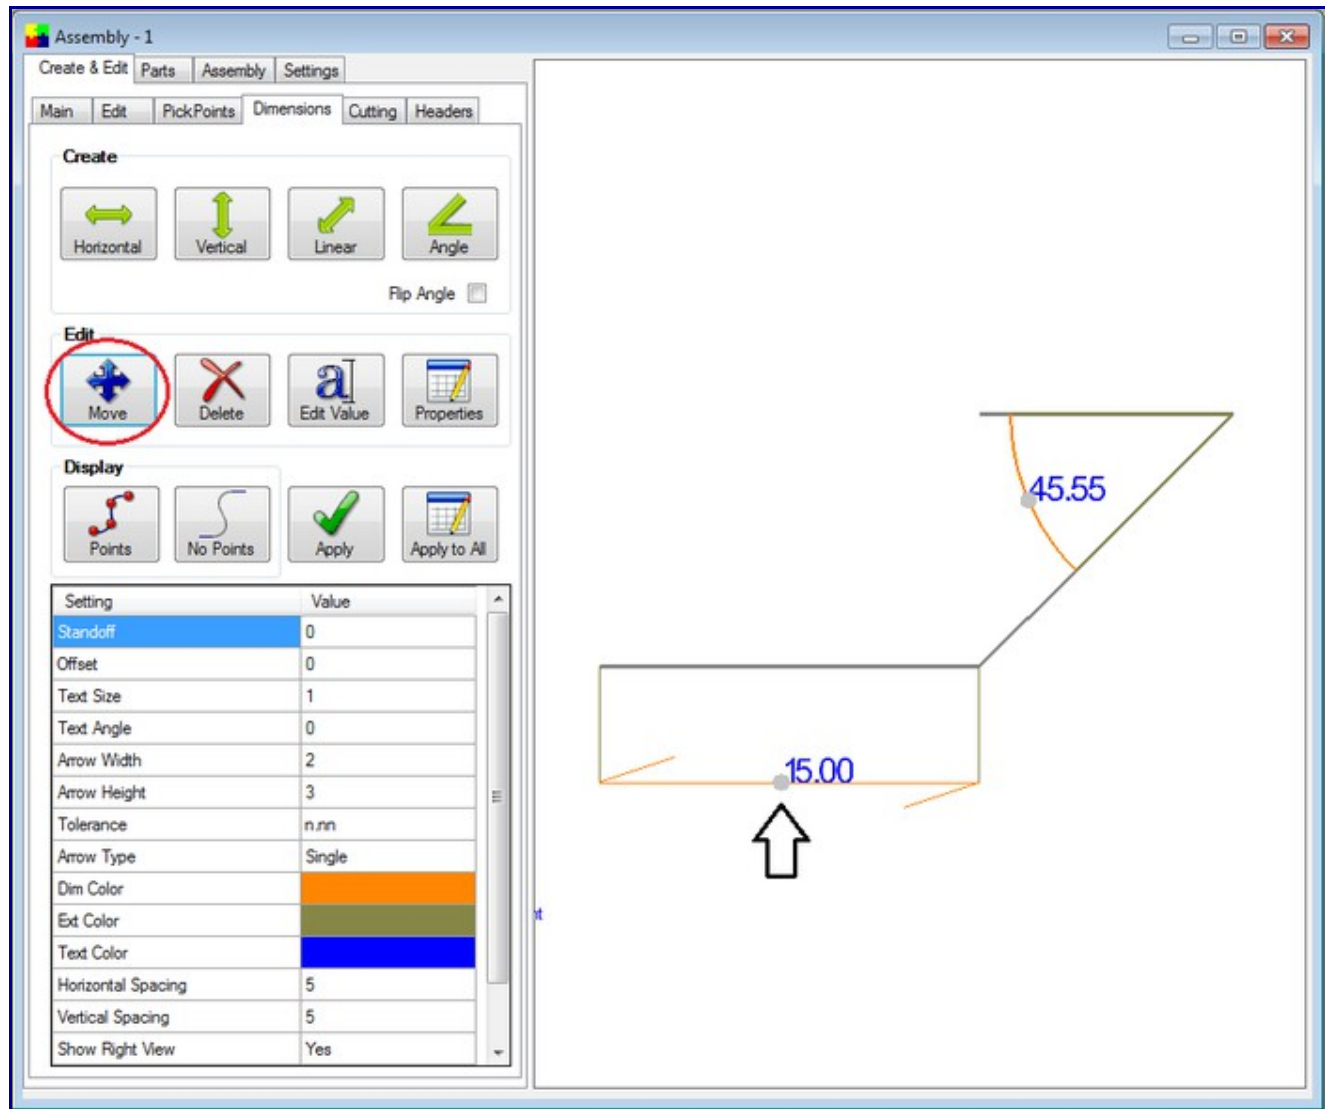 Assembly - 1
Create & Edit Parts Assembly Settings
Main Edit PickPoints Dimensions Cutting Headers
Create
Horizontal Vertical Linear Angle
Flip Angle
Edit
Move Delete Edit Value Properties
Display
Points No Points Apply Apply to All
Setting Value
Standoff 0
Offset 0
Text Size 1
Text Angle 0
Arrow Width 2
Arrow Height 3
Tolerance n.nn
Arrow Type Single
Dim Color
Ext Color
Text Color
Horizontal Spacing 5
Vertical Spacing 5
Show Right View Yes
45.55
15.00